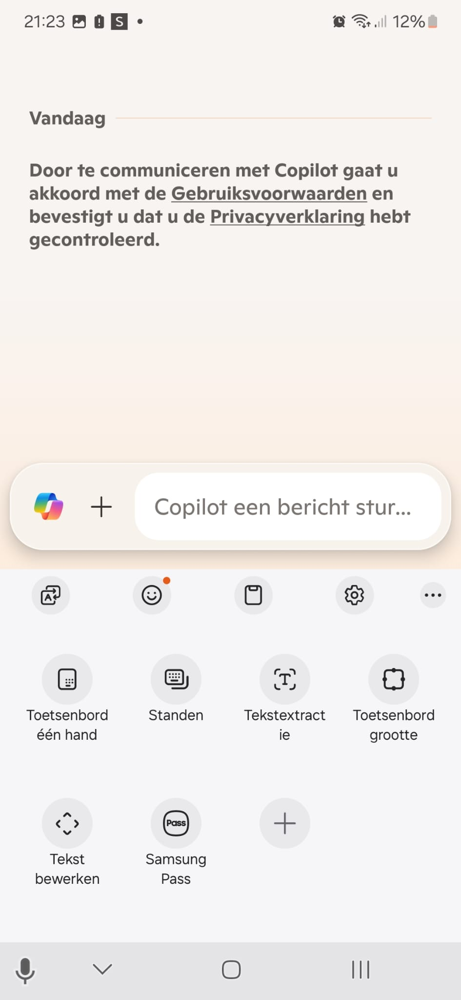 21:23 S 12%
Vandaag
Door te communiceren met Copilot gaat u
akkoord met de Gebruiksvoorwaarden en
bevestigt u dat u de Privacyverklaring hebt
gecontroleerd.
Copilot een bericht stur...
Toetsenbord
één hand
Standen
Tekstextract
ie
Toetsenbord
grootte
Tekst
bewerken
Pass
Samsung
Pass